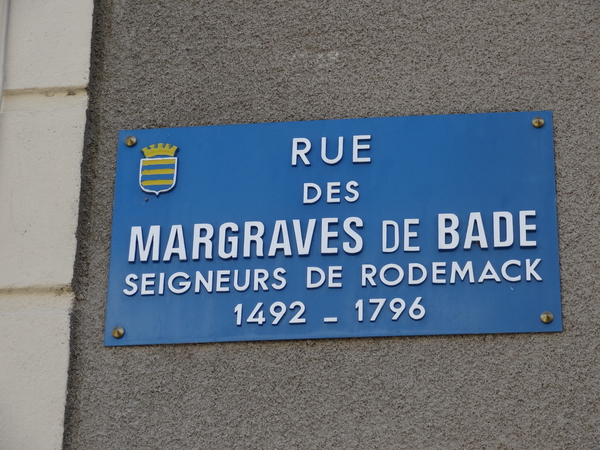 RUE
DES
MARGRAVES DE BADE
SEIGNEURS DE RODEMACK
1492 - 1796